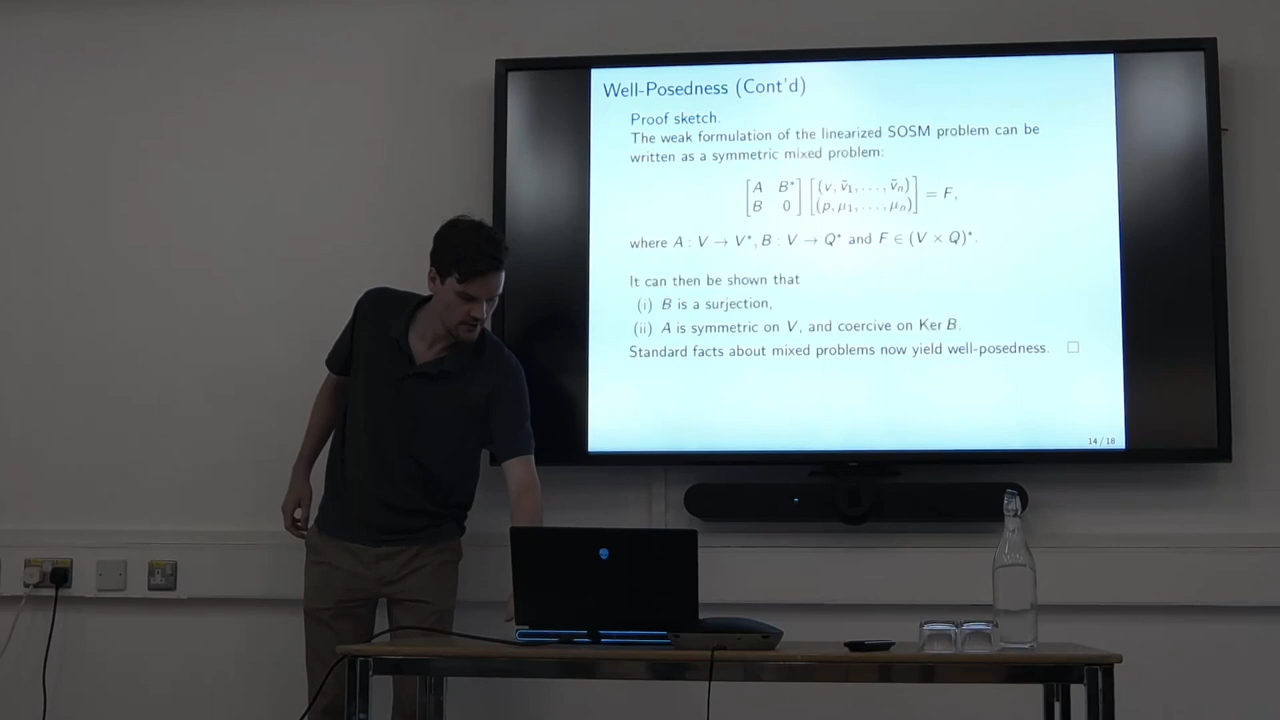 Well-Posedness (Cont'd)
Proof sketch.
The weak formulation of the linearized SOSM problem can be
written as a symmetric mixed problem:
[A B* B 0] [(v, ṽ₁, . . . , ṽₙ) (p, μ₁, . . . , μₙ)] = F,
where A : V → V*, B : V → Q* and F ∈ (V × Q)*.
It can then be shown that
(i) B is a surjection,
(ii) A is symmetric on V, and coercive on Ker B.
Standard facts about mixed problems now yield well-posedness. □
14 / 18